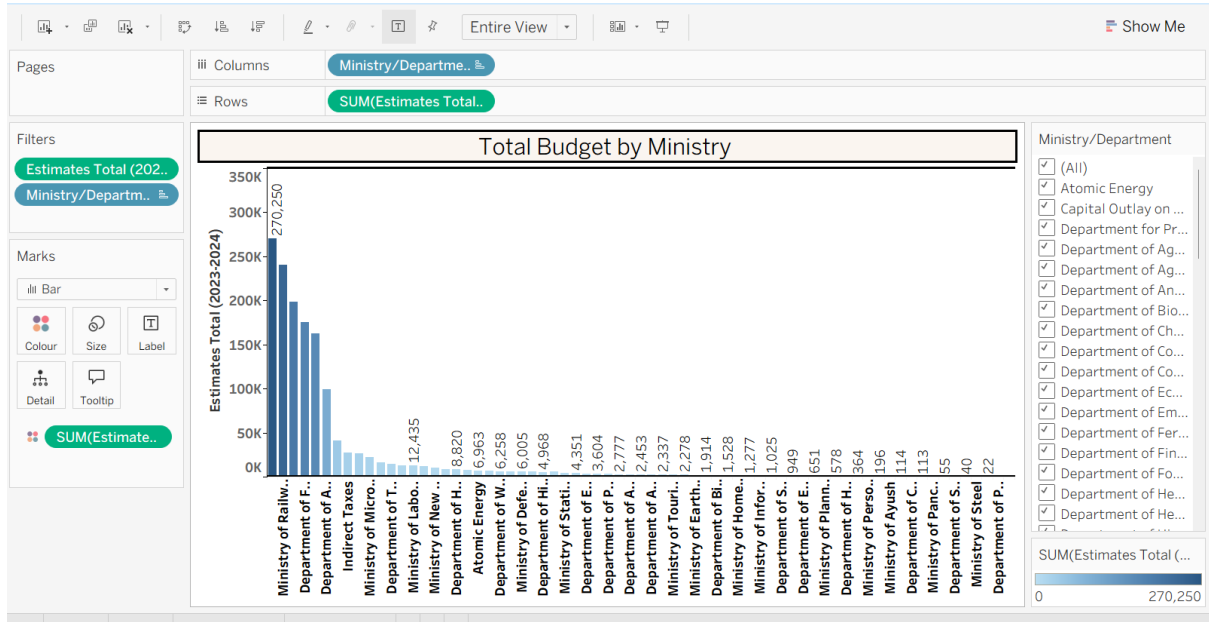 Entire View
Show Me
Pages
Columns
Ministry/Departme..
Rows
SUM(Estimates Total..
Filters
Estimates Total (202..
Ministry/Departm..
Marks
Bar
Colour
Size
Label
Detail
Tooltip
SUM(Estimate..
Total Budget by Ministry
Estimates Total (2023-2024)
350K
300K
250K
200K
150K
100K
50K
0K
270,250
12,435
8,820
6,963
6,258
6,005
4,968
4,351
3,604
2,777
2,453
2,337
2,278
1,914
1,528
1,277
1,025
949
651
578
364
196
114
113
55
40
22
Ministry of Railw..
Department of F..
Department of A..
Indirect Taxes
Ministry of Micro..
Department of T..
Ministry of Labo..
Ministry of New ..
Department of H..
Atomic Energy
Department of W..
Ministry of Defe..
Department of Hi..
Ministry of Stati..
Department of E..
Department of P..
Department of A..
Department of A..
Ministry of Touri..
Ministry of Earth..
Department of Bi..
Ministry of Home..
Ministry of Infor..
Department of S..
Department of E..
Ministry of Plann..
Department of H..
Ministry of Perso..
Ministry of Ayush
Department of C..
Ministry of Panc..
Department of S..
Ministry of Steel
Department of P..
Ministry/Department
(All)
Atomic Energy
Capital Outlay on ...
Department for Pr...
Department of Ag...
Department of Ag...
Department of An...
Department of Bio...
Department of Ch...
Department of Co...
Department of Co...
Department of Ec...
Department of Em...
Department of Fer...
Department of Fin...
Department of Fo...
Department of He...
Department of He...
SUM(Estimates Total (...
0
270,250